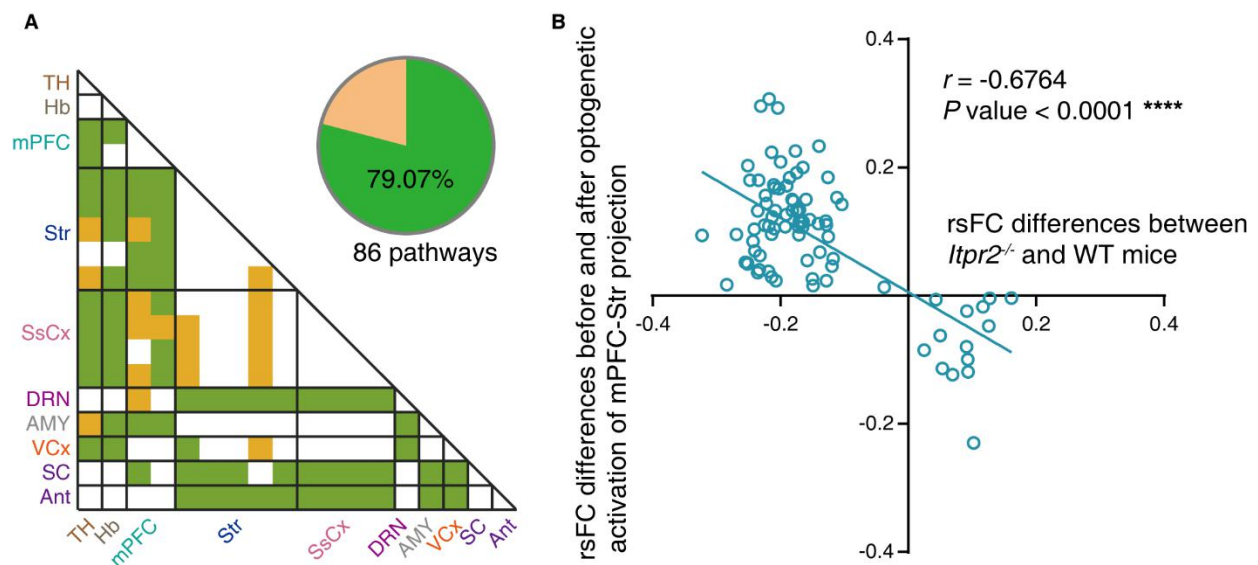 A
TH
Hb
mPFC
Str
SsCx
DRN
AMY
VCx
SC
Ant
TH
Hb
mPFC
Str
SsCx
DRN
AMY
VCx
SC
Ant
79.07%
86 pathways
B
rsFC differences before and after optogenetic
activation of mPFC-Str projection
0.4
0.2
-0.2
-0.4
-0.4
-0.2
0.2
0.4
r = -0.6764
P value < 0.0001 ****
rsFC differences between
Itpr2-/- and WT mice